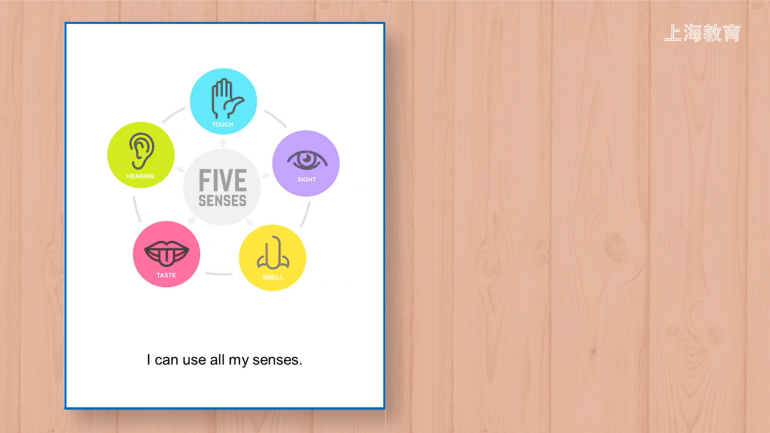 上海教育
TOUCH
HEARING
SIGHT
FIVE
SENSES
TASTE
SMELL
I can use all my senses.